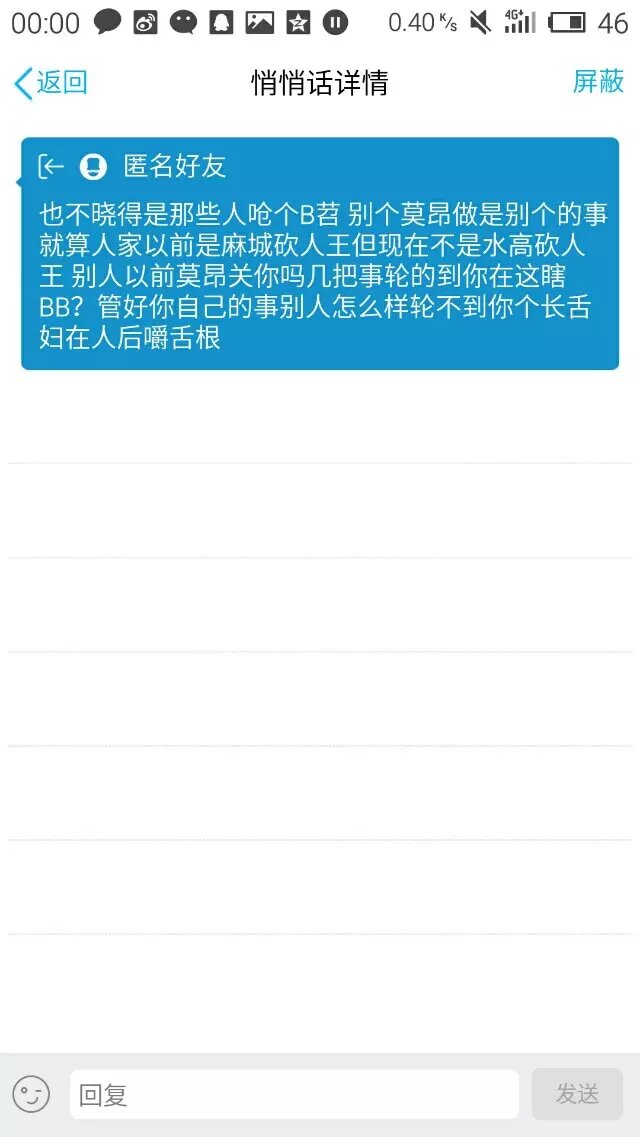 00:00 0.40 K/s 4G+ 46
返回 悄悄话详情 屏蔽
匿名好友
也不晓得是那些人呛个B苕 别个莫昂做是别个的事
就算人家以前是麻城砍人王但现在不是水高砍人
王 别人以前莫昂关你吗几把事轮的到你在这瞎
BB？管好你自己的事别人怎么样轮不到你个长舌
妇在人后嚼舌根
回复 发送